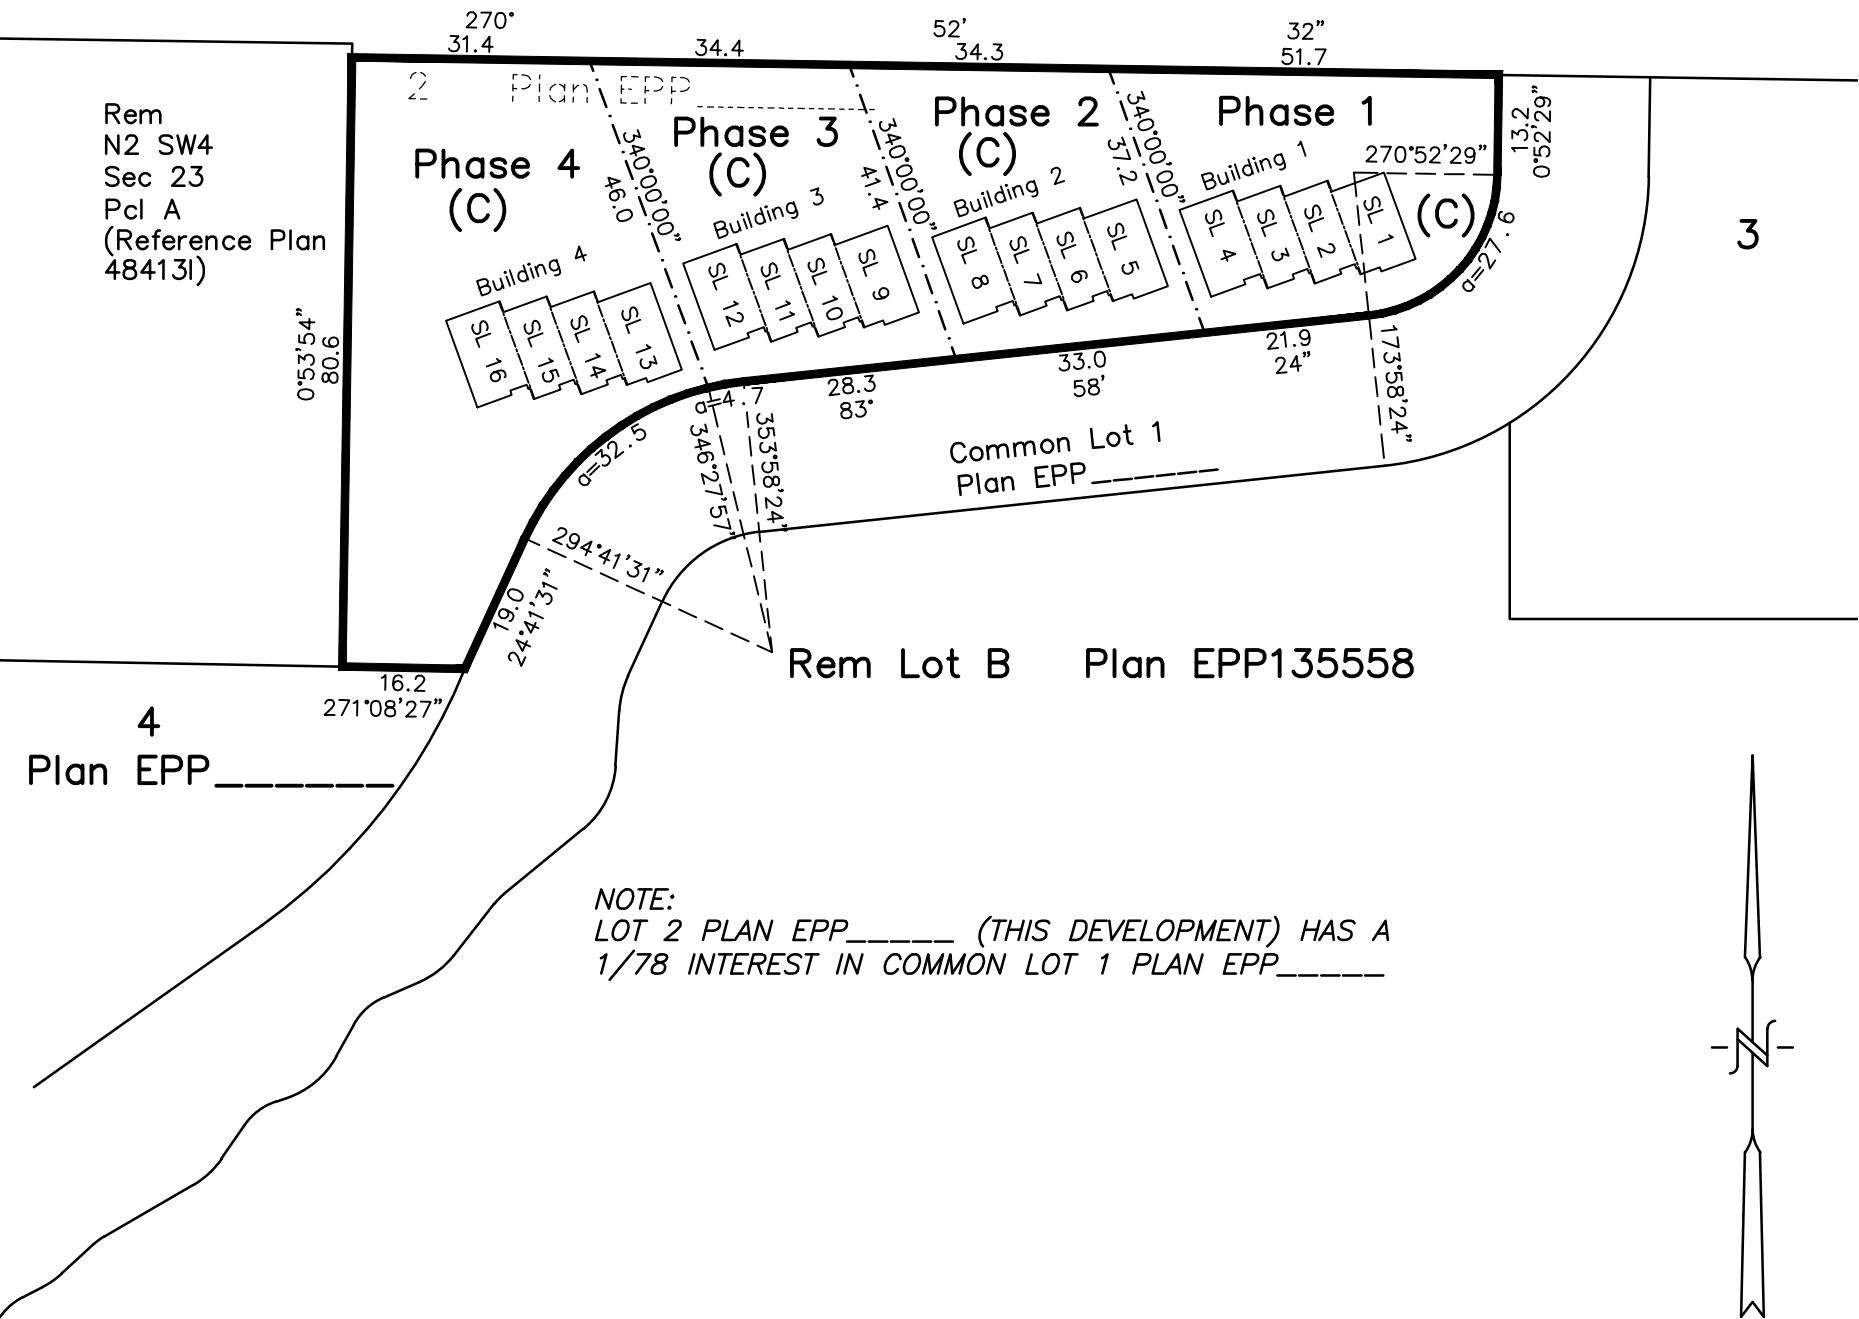 270° 52' 32"
31.4 34.4 34.3 51.7
2 Plan EPP__________
Rem
N2 SW4
Sec 23
Pcl A
(Reference Plan
48413I)
Phase 4
(C)
Phase 3
(C)
Phase 2
(C)
Phase 1
(C)
340°00'00"
46.0
340°00'00"
41.4
340°00'00"
37.2
13.2
0°52'29"
270°52'29"
3
Building 1
SL 4
SL 3
SL 2
SL 1
Building 2
SL 8
SL 7
SL 6
SL 5
Building 3
SL 12
SL 11
SL 10
SL 9
Building 4
SL 16
SL 15
SL 14
SL 13
a=27.6
0°53'54"
80.6
21.9
24"
33.0
58'
28.3
83°
a=4.7
a=32.5
173°58'24"
353°58'24"
346°27'57"
294°41'31"
19.0
24°41'31"
Common Lot 1
Plan EPP______
Rem Lot B Plan EPP135558
16.2
271°08'27"
4
Plan EPP______
NOTE:
LOT 2 PLAN EPP_____ (THIS DEVELOPMENT) HAS A
1/78 INTEREST IN COMMON LOT 1 PLAN EPP_____
N